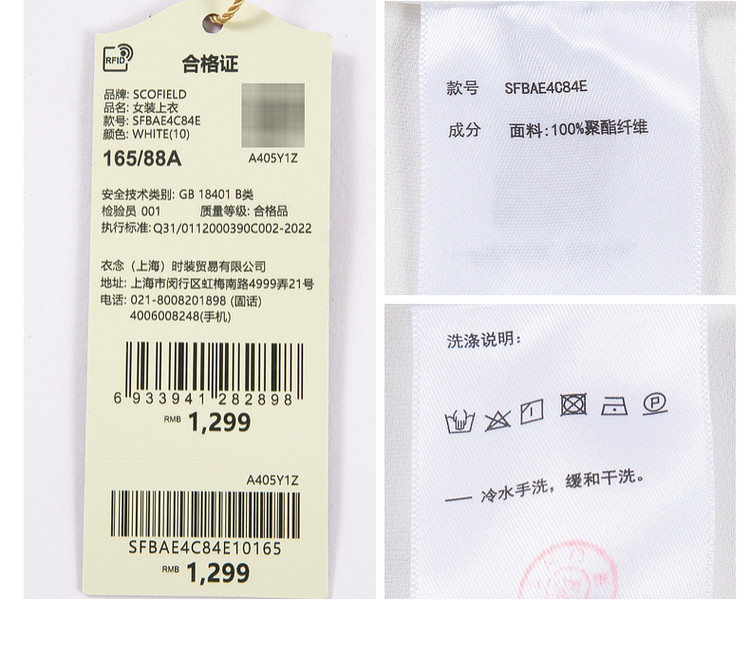 RFID
合格证
品牌: SCOFIELD
品名: 女装上衣
款号: SFBAE4C84E
颜色: WHITE(10)
165/88A
A405Y1Z
安全技术类别: GB 18401 B类
检验员 001 质量等级: 合格品
执行标准: Q31/0112000390C002-2022
衣念（上海）时装贸易有限公司
地址: 上海市闵行区虹梅南路4999弄21号
电话: 021-8008201898 (固话)
4006008248(手机)
6 933941 282898
RMB 1,299
A405Y1Z
SFBAE4C84E10165
RMB 1,299
款号 SFBAE4C84E
成分 面料:100%聚酯纤维
洗涤说明:
P
— 冷水手洗, 缓和干洗。